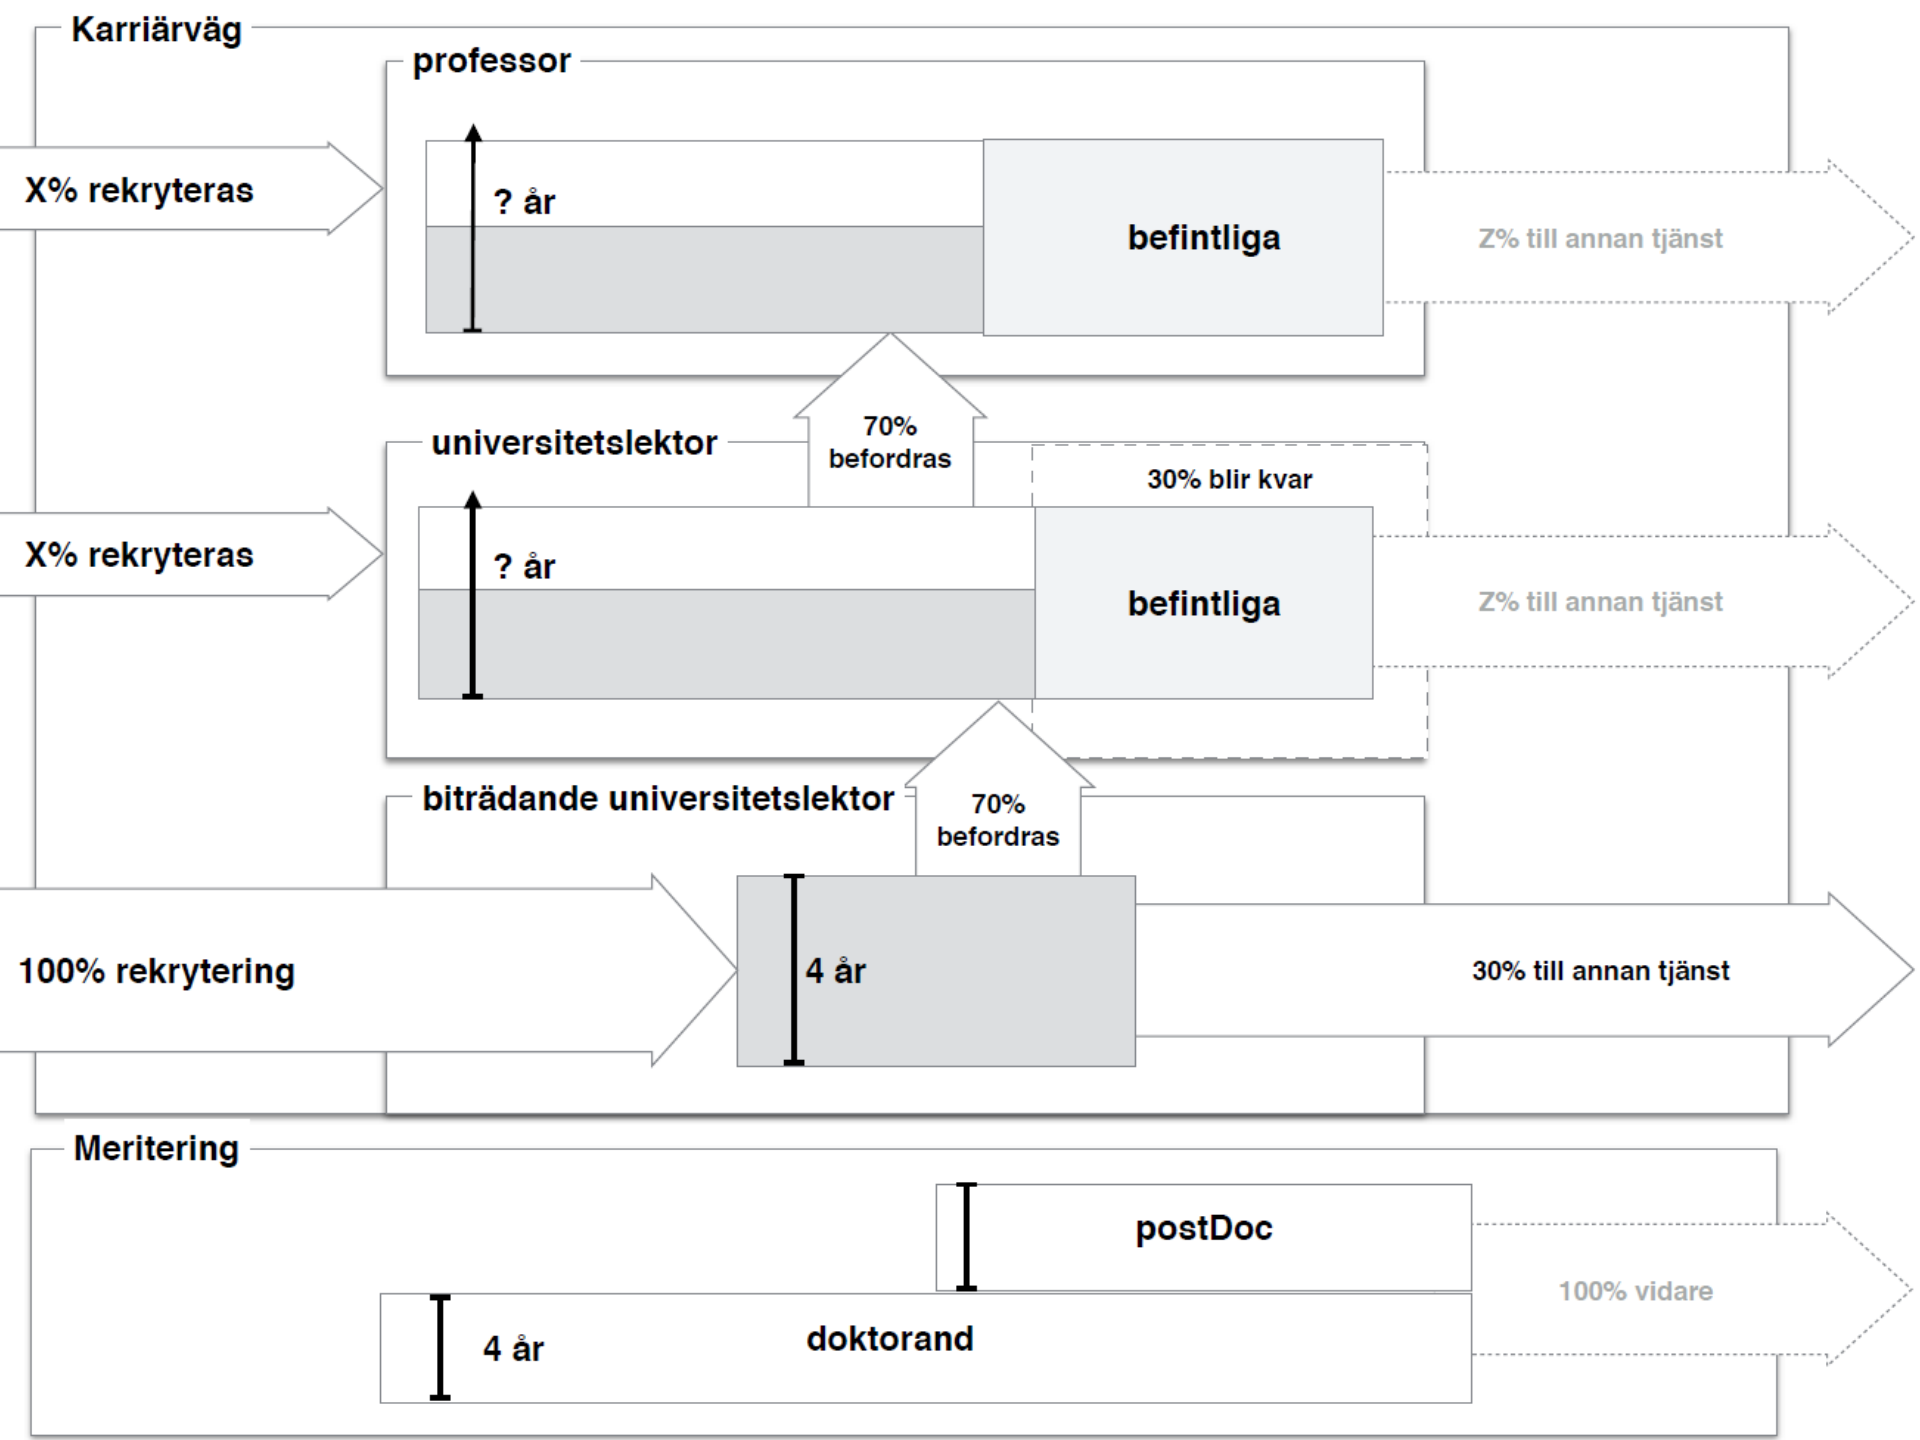 Karriärväg
professor
X% rekryteras
? år
befintliga
Z% till annan tjänst
70%
befordras
universitetslektor
30% blir kvar
X% rekryteras
? år
befintliga
Z% till annan tjänst
70%
befordras
biträdande universitetslektor
100% rekrytering
4 år
30% till annan tjänst
Meritering
postDoc
100% vidare
4 år
doktorand